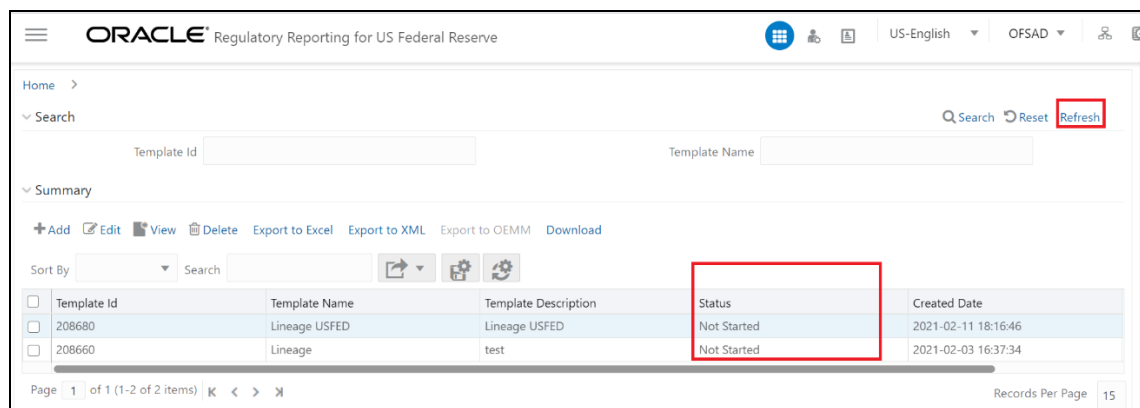 ORACLE® Regulatory Reporting for US Federal Reserve US-English OFSAD
Home >
Search Search Reset Refresh
Template Id Template Name
Summary
Add Edit View Delete Export to Excel Export to XML Export to OEMM Download
Sort By Search
Template Id Template Name Template Description Status Created Date
208680 Lineage USFED Lineage USFED Not Started 2021-02-11 18:16:46
208660 Lineage test Not Started 2021-02-03 16:37:34
Page 1 of 1 (1-2 of 2 items) Records Per Page 15